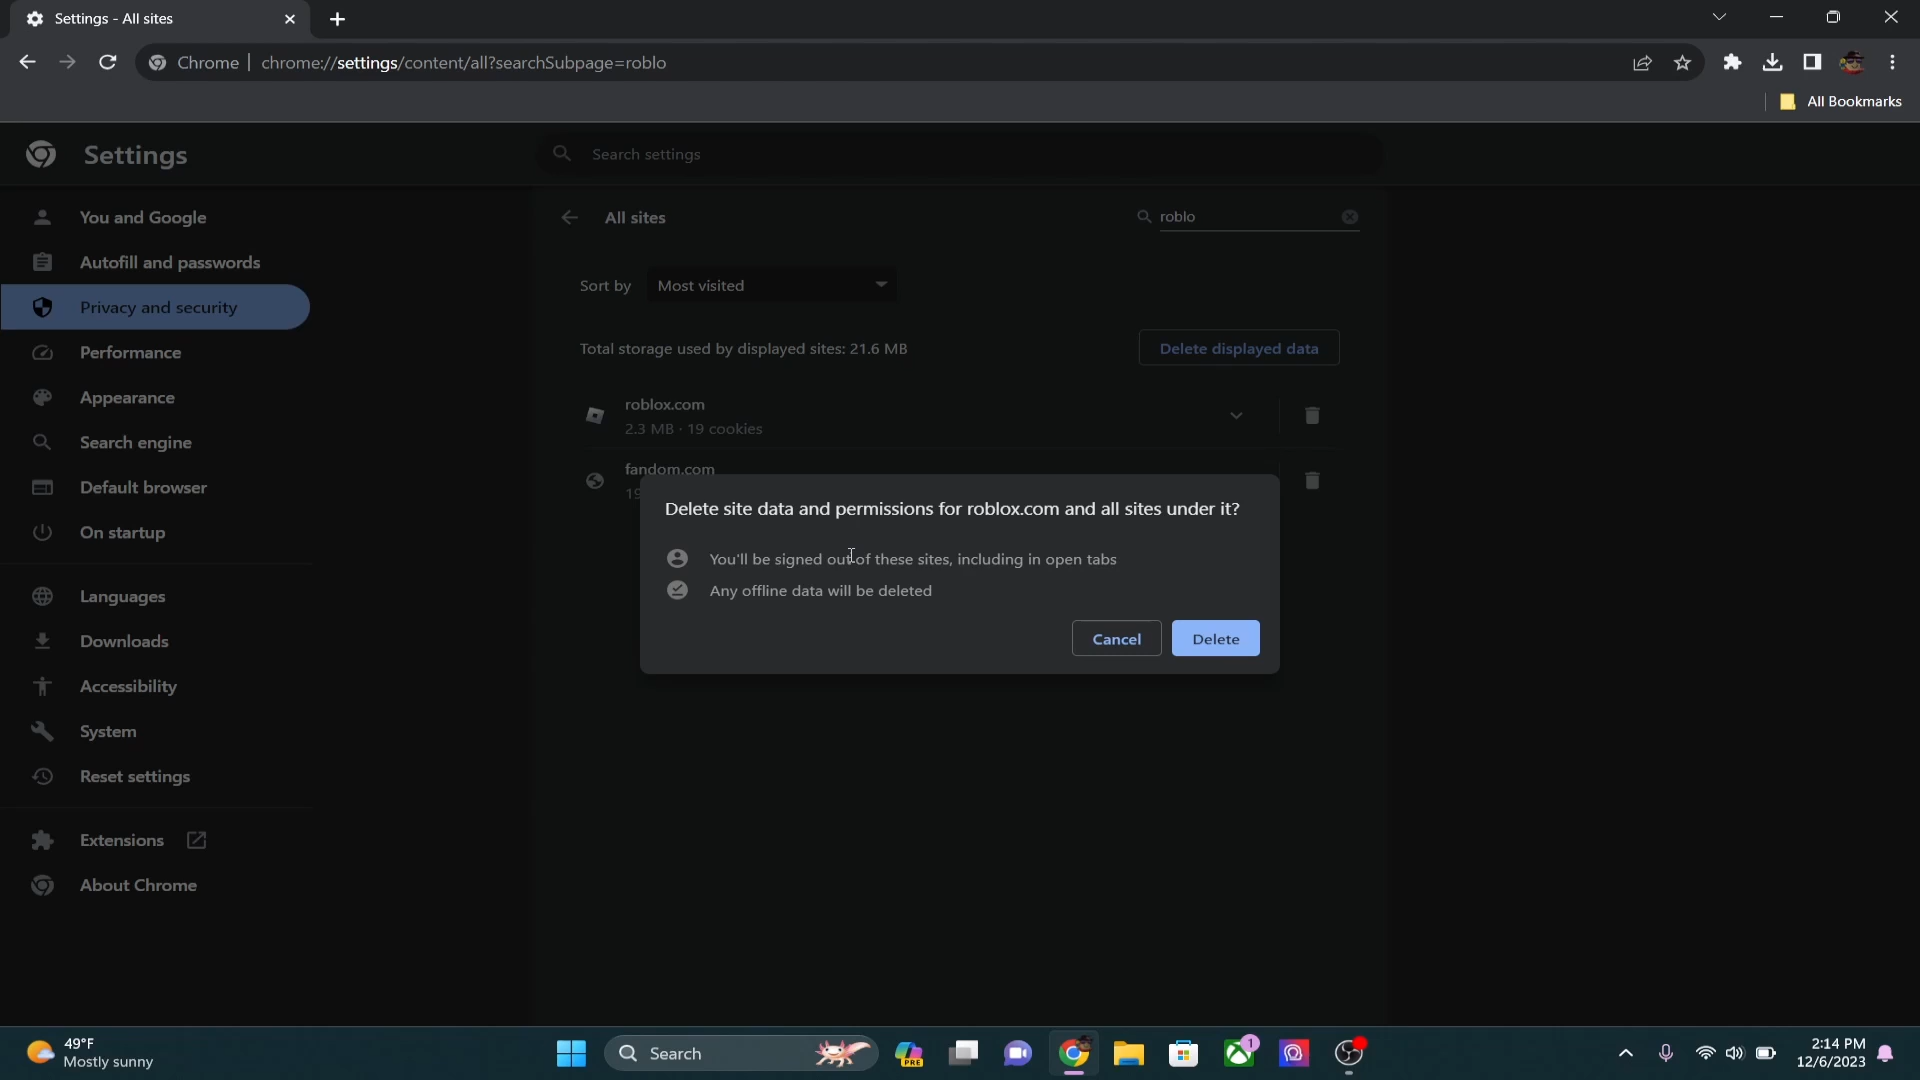 Settings - All sites
Chrome
chrome://settings/content/all?searchSubpage=roblo
All Bookmarks
Settings
Search settings
You and Google
Autofill and passwords
Privacy and security
Performance
Appearance
Search engine
Default browser
On startup
Languages
Downloads
Accessibility
System
Reset settings
Extensions
About Chrome
All sites
roblo
Sort by
Most visited
Total storage used by displayed sites: 21.6 MB
Delete displayed data
roblox.com
2.3 MB · 19 cookies
fandom.com
19
Delete site data and permissions for roblox.com and all sites under it?
You'll be signed out of these sites, including in open tabs
Any offline data will be deleted
Cancel
Delete
49°F
Mostly sunny
Search
PRE
1
2:14 PM
12/6/2023